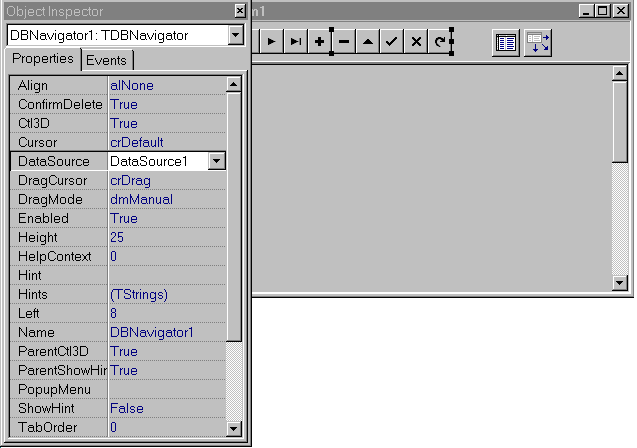 Object Inspector
m1
DBNavigator1: TDBNavigator
Properties Events
Align alNone
ConfirmDelete True
Ctl3D True
Cursor crDefault
DataSource DataSource1
DragCursor crDrag
DragMode dmManual
Enabled True
Height 25
HelpContext 0
Hint
Hints (TStrings)
Left 8
Name DBNavigator1
ParentCtl3D True
ParentShowHin True
PopupMenu
ShowHint False
TabOrder 0